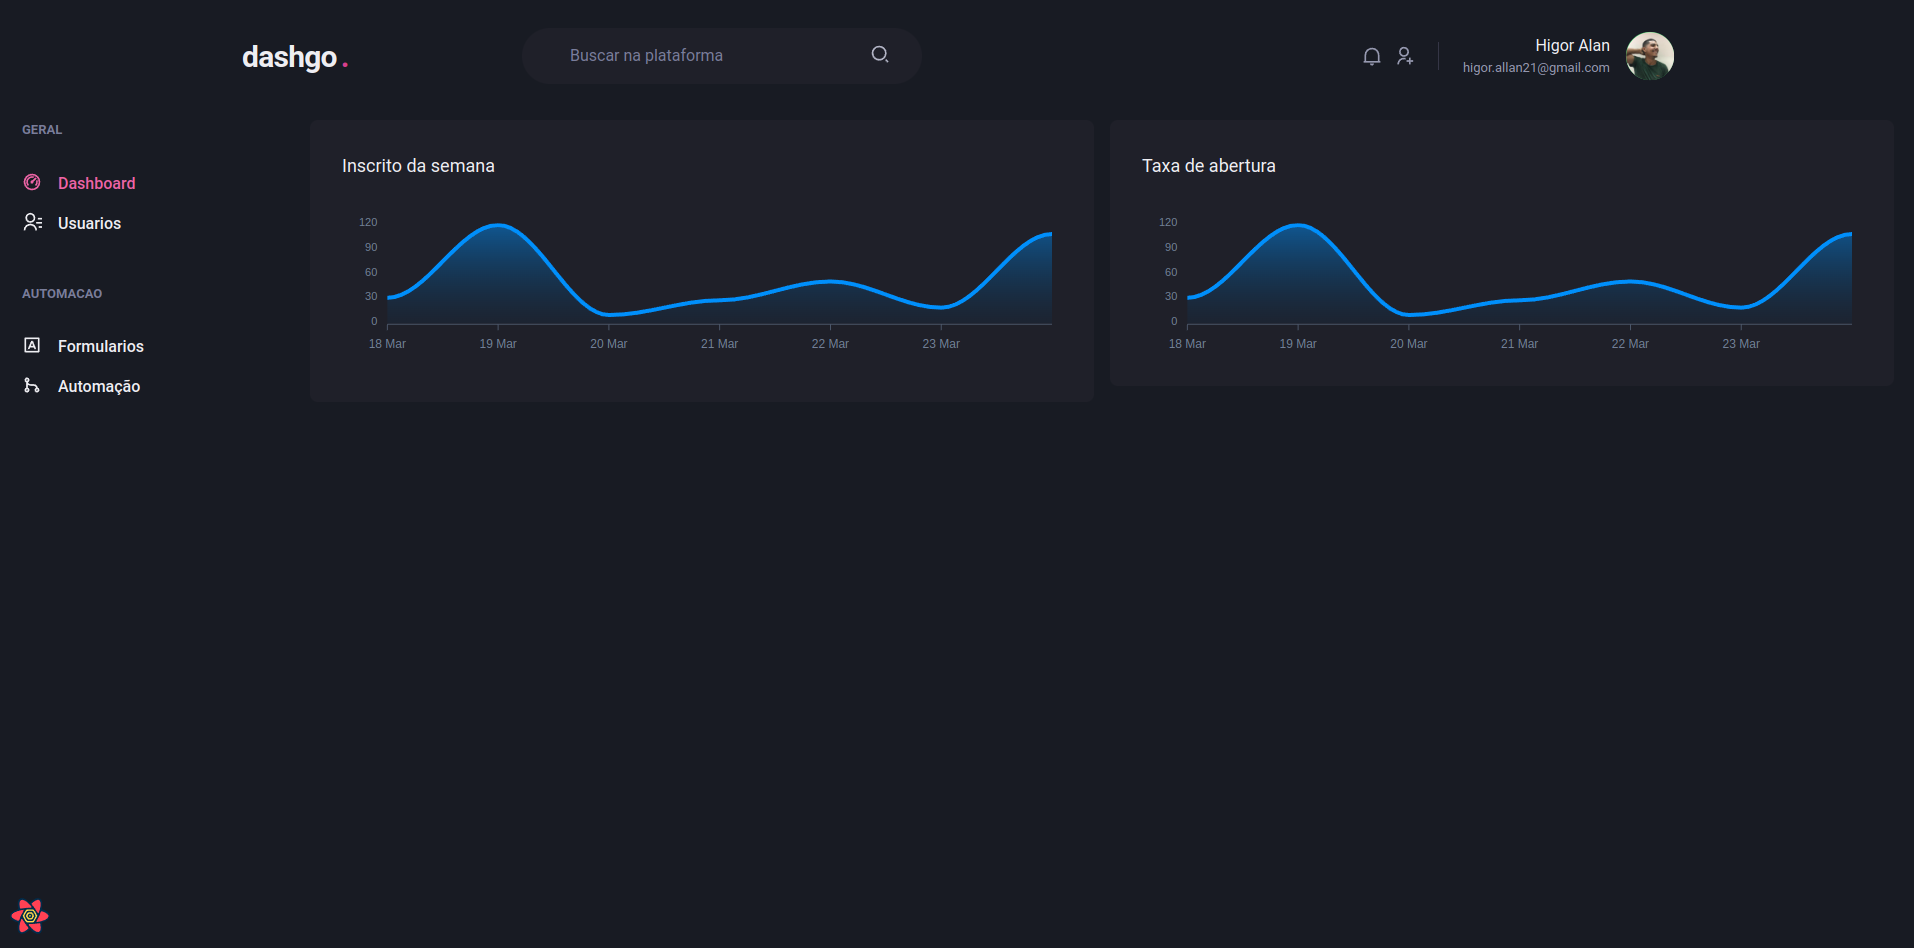 dashgo.
Buscar na plataforma
Higor Alan
higor.allan21@gmail.com
GERAL
Dashboard
Usuarios
AUTOMACAO
Formularios
Automação
Inscrito da semana
120
90
60
30
0
18 Mar 19 Mar 20 Mar 21 Mar 22 Mar 23 Mar
Taxa de abertura
120
90
60
30
0
18 Mar 19 Mar 20 Mar 21 Mar 22 Mar 23 Mar